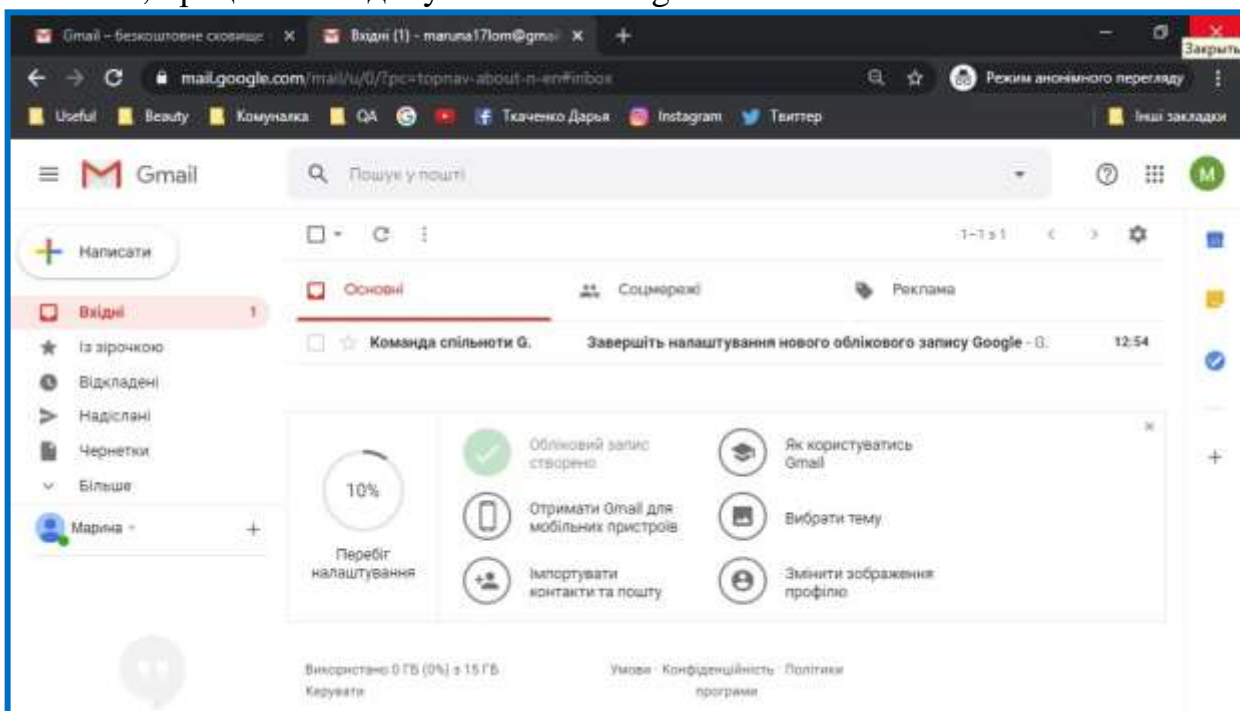 Gmail – безкоштовне сховище
Вхідні (1) - maruna17lom@gmai
Закрыть
mail.google.com/mail/u/0/?pc=topnav-about-n-en#inbox
Режим анонімного перегляду
Useful Beauty Комуналка QA Ткаченко Дарья Instagram Твиттер Інші закладки
Gmail
Пошук у пошті
M
Написати
1–1 з 1
Основні Соцмережі Реклама
Вхідні 1
Команда спільноти G. Завершіть налаштування нового облікового запису Google - G. 12:54
Із зірочкою
Відкладені
Надіслані
Чернетки
Більше
Марина
10%
Перебіг
налаштування
Обліковий запис
створено
Як користуватись
Gmail
Отримати Gmail для
мобільних пристроїв
Вибрати тему
Імпортувати
контакти та пошту
Змінити зображення
профілю
Використано 0 ГБ (0%) з 15 ГБ
Керувати
Умови · Конфіденційність · Політики
програми